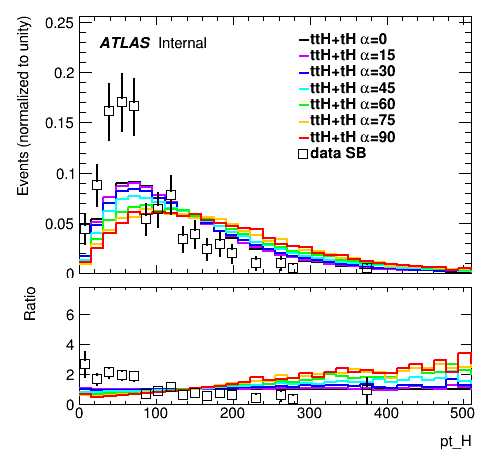 ATLAS Internal
ttH+tH α=0
ttH+tH α=15
ttH+tH α=30
ttH+tH α=45
ttH+tH α=60
ttH+tH α=75
ttH+tH α=90
data SB
Events (normalized to unity)
0.25
0.2
0.15
0.1
0.05
0
Ratio
6
4
2
0
0 100 200 300 400 500
pt_H